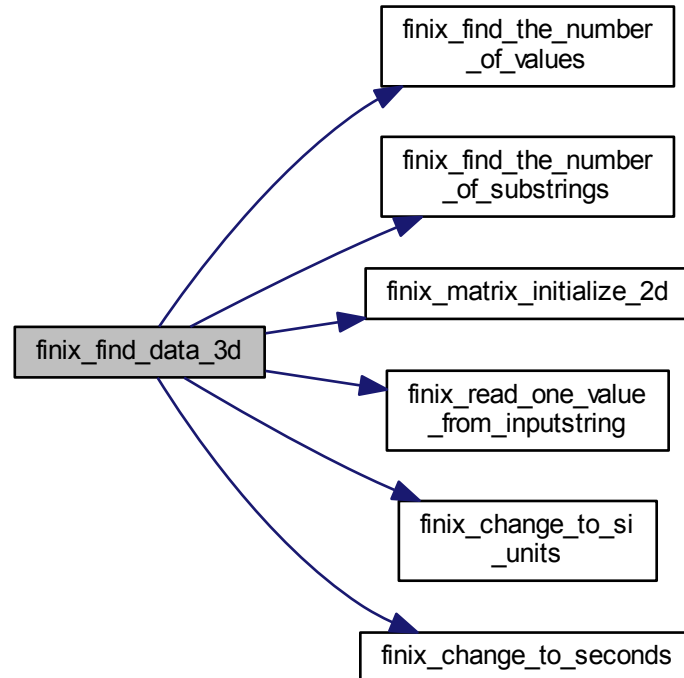 finix_find_the_number
_of_values
finix_find_the_number
_of_substrings
finix_matrix_initialize_2d
finix_find_data_3d
finix_read_one_value
_from_inputstring
finix_change_to_si
_units
finix_change_to_seconds